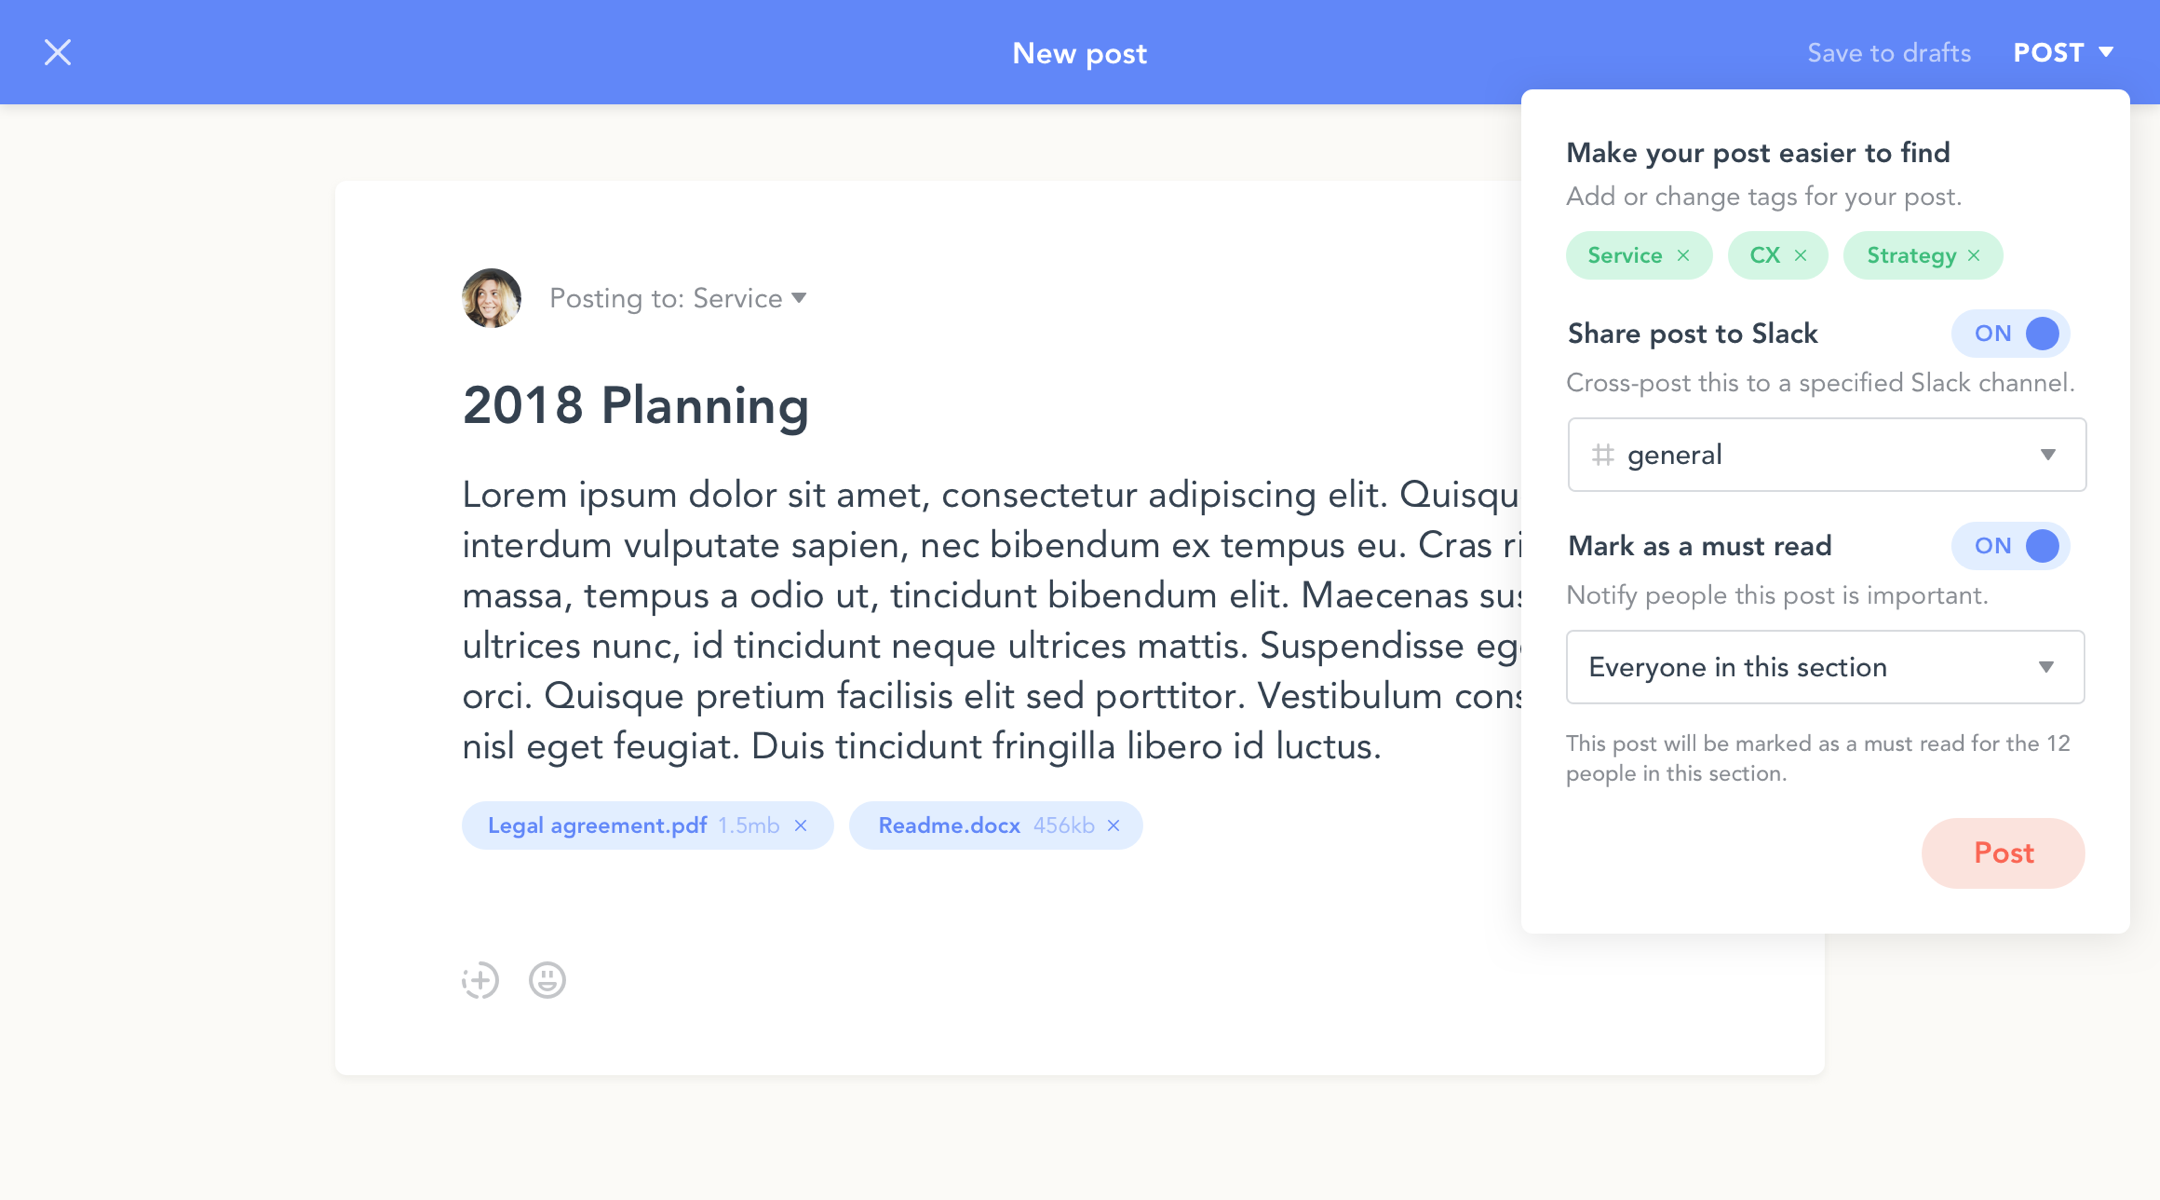 New post
Save to drafts
POST
Posting to: Service
2018 Planning
Lorem ipsum dolor sit amet, consectetur adipiscing elit. Quisqu
interdum vulputate sapien, nec bibendum ex tempus eu. Cras ri
massa, tempus a odio ut, tincidunt bibendum elit. Maecenas sus
ultrices nunc, id tincidunt neque ultrices mattis. Suspendisse ege
orci. Quisque pretium facilisis elit sed porttitor. Vestibulum cons
nisl eget feugiat. Duis tincidunt fringilla libero id luctus.
Legal agreement.pdf 1.5mb
Readme.docx 456kb
Make your post easier to find
Add or change tags for your post.
Service
CX
Strategy
Share post to Slack
ON
Cross-post this to a specified Slack channel.
# general
Mark as a must read
ON
Notify people this post is important.
Everyone in this section
This post will be marked as a must read for the 12
people in this section.
Post